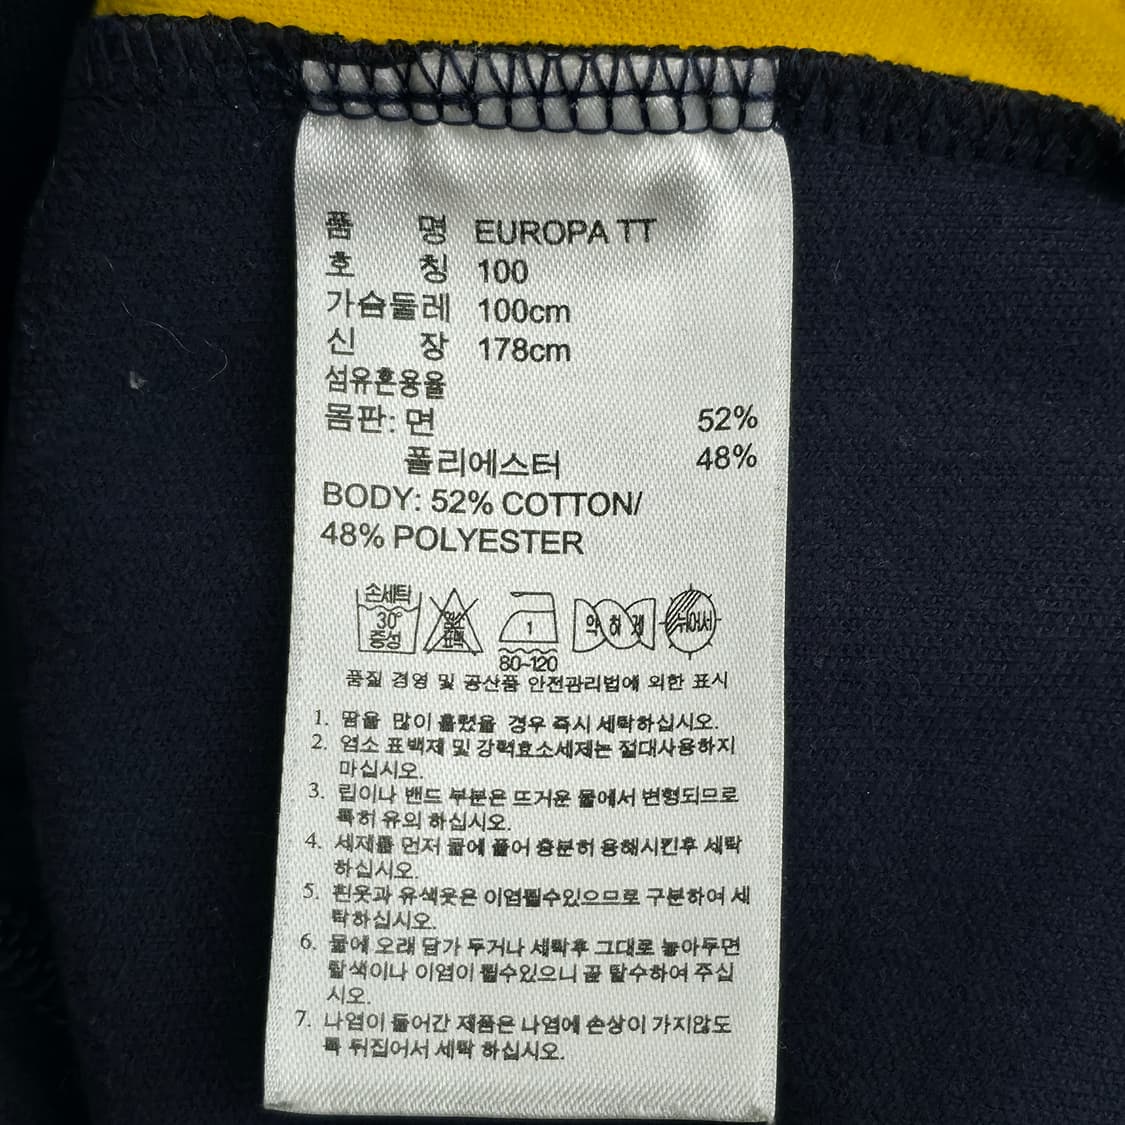 품 명 EUROPA TT
호 칭 100
가슴둘레 100cm
신 장 178cm
섬유혼용율
몸판: 면 52%
폴리에스터 48%
BODY: 52% COTTON/
48% POLYESTER
손세탁
30°
중성
염소
표백
1
80~120
약하게
뉘어서
품질 경영 및 공산품 안전관리법에 의한 표시
1. 땀을 많이 흘렸을 경우 즉시 세탁하십시오.
2. 염소 표백제 및 강력효소세제는 절대사용하지
마십시오.
3. 립이나 밴드 부분은 뜨거운 물에서 변형되므로
특히 유의 하십시오.
4. 세제를 먼저 물에 풀어 충분히 용해시킨후 세탁
하십시오.
5. 흰옷과 유색옷은 이염될수있으므로 구분하여 세
탁하십시오.
6. 물에 오래 담가 두거나 세탁후 그대로 놓아두면
탈색이나 이염이 될수있으니 곧 탈수하여 주십
시오.
7. 나염이 들어간 제품은 나염에 손상이 가지않도
록 뒤집어서 세탁 하십시오.